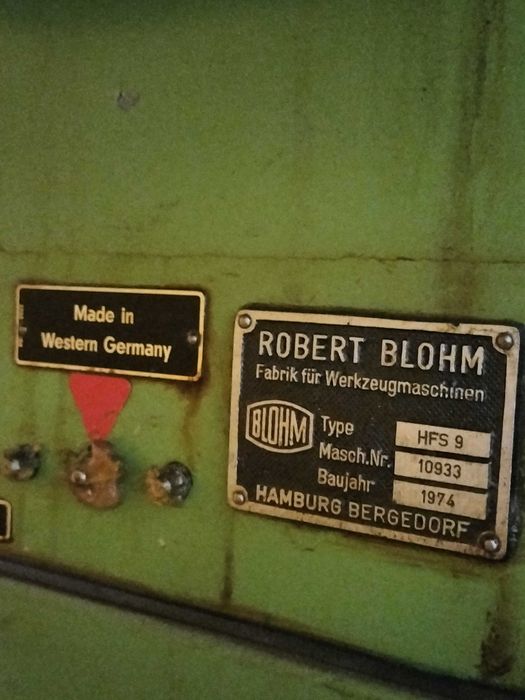 Made in
Western Germany
ROBERT BLOHM
Fabrik für Werkzeugmaschinen
BLOHM
Type HFS 9
Masch.Nr. 10933
Baujahr 1974
HAMBURG BERGEDORF